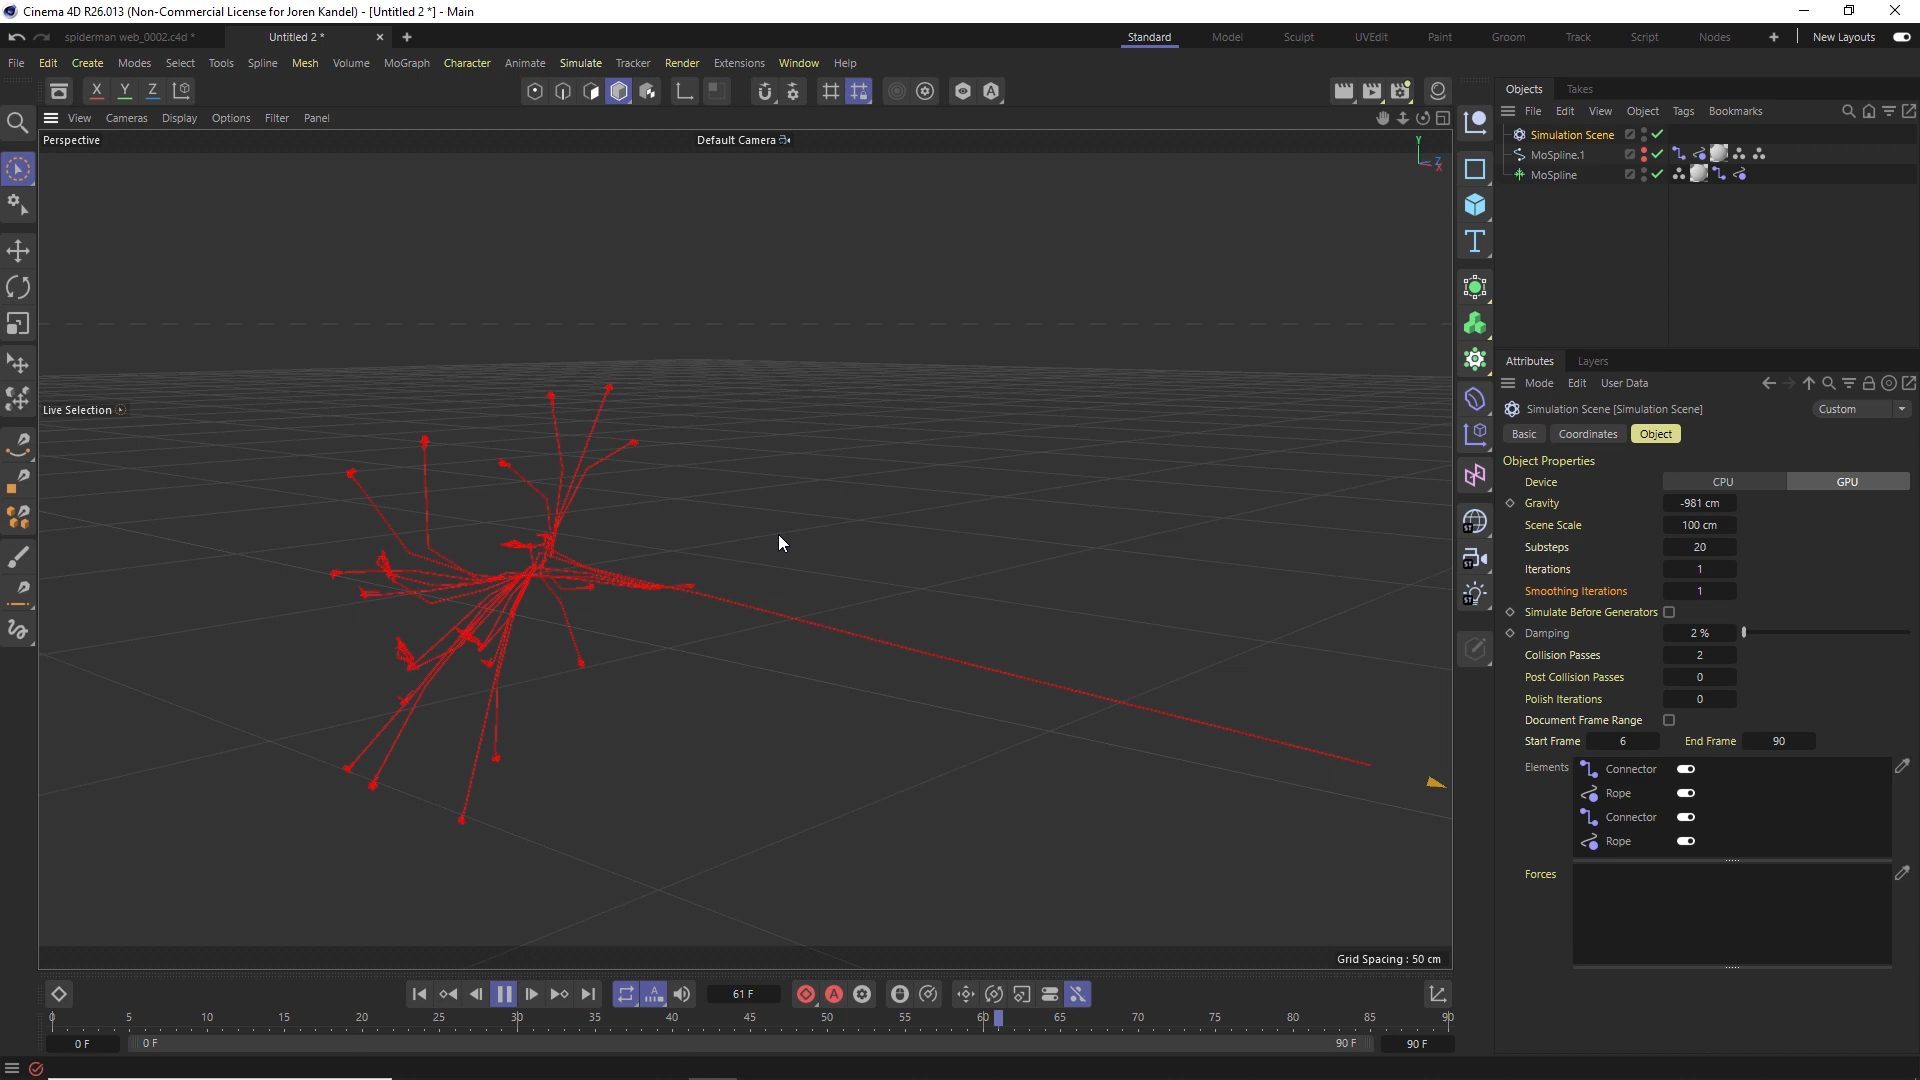 Cinema 4D R26.013 (Non-Commercial License for Joren Kandel) - [Untitled 2 *] - Main
spiderman web_0002.c4d *
Untitled 2 *
Standard
Model
Sculpt
UVEdit
Paint
Groom
Track
Script
Nodes
New Layouts
File Edit Create Modes Select Tools Spline Mesh Volume MoGraph Character Animate Simulate Tracker Render Extensions Window Help
X Y Z
View Cameras Display Options Filter Panel
Perspective
Default Camera
Y
Z
X
Live Selection
Grid Spacing : 50 cm
Objects Takes
File Edit View Object Tags Bookmarks
Simulation Scene
MoSpline.1
MoSpline
Attributes Layers
Mode Edit User Data
Simulation Scene [Simulation Scene]
Custom
Basic Coordinates Object
Object Properties
Device CPU GPU
Gravity -981 cm
Scene Scale 100 cm
Substeps 20
Iterations 1
Smoothing Iterations 1
Simulate Before Generators
Damping 2 %
Collision Passes 2
Post Collision Passes 0
Polish Iterations 0
Document Frame Range
Start Frame 6 End Frame 90
Elements Connector
Rope
Connector
Rope
Forces
61 F
0 5 10 15 20 25 30 35 40 45 50 55 60 65 70 75 80 85 90
0 F 0 F 90 F 90 F